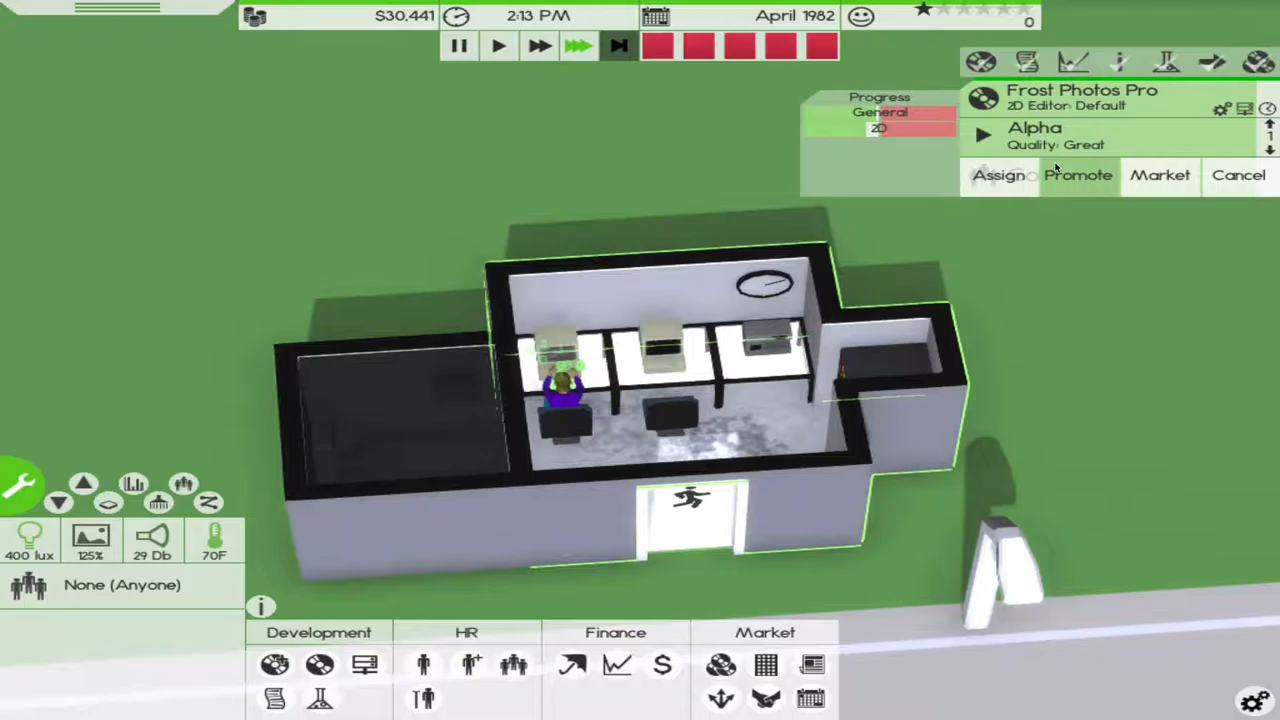 $30,441
2:13 PM
April 1982
0
Progress
General
2D
Frost Photos Pro
2D Editor: Default
Alpha
Quality: Great
1
Assign
Promote
Market
Cancel
400 lux
125%
29 Db
70F
None (Anyone)
Development
HR
Finance
Market